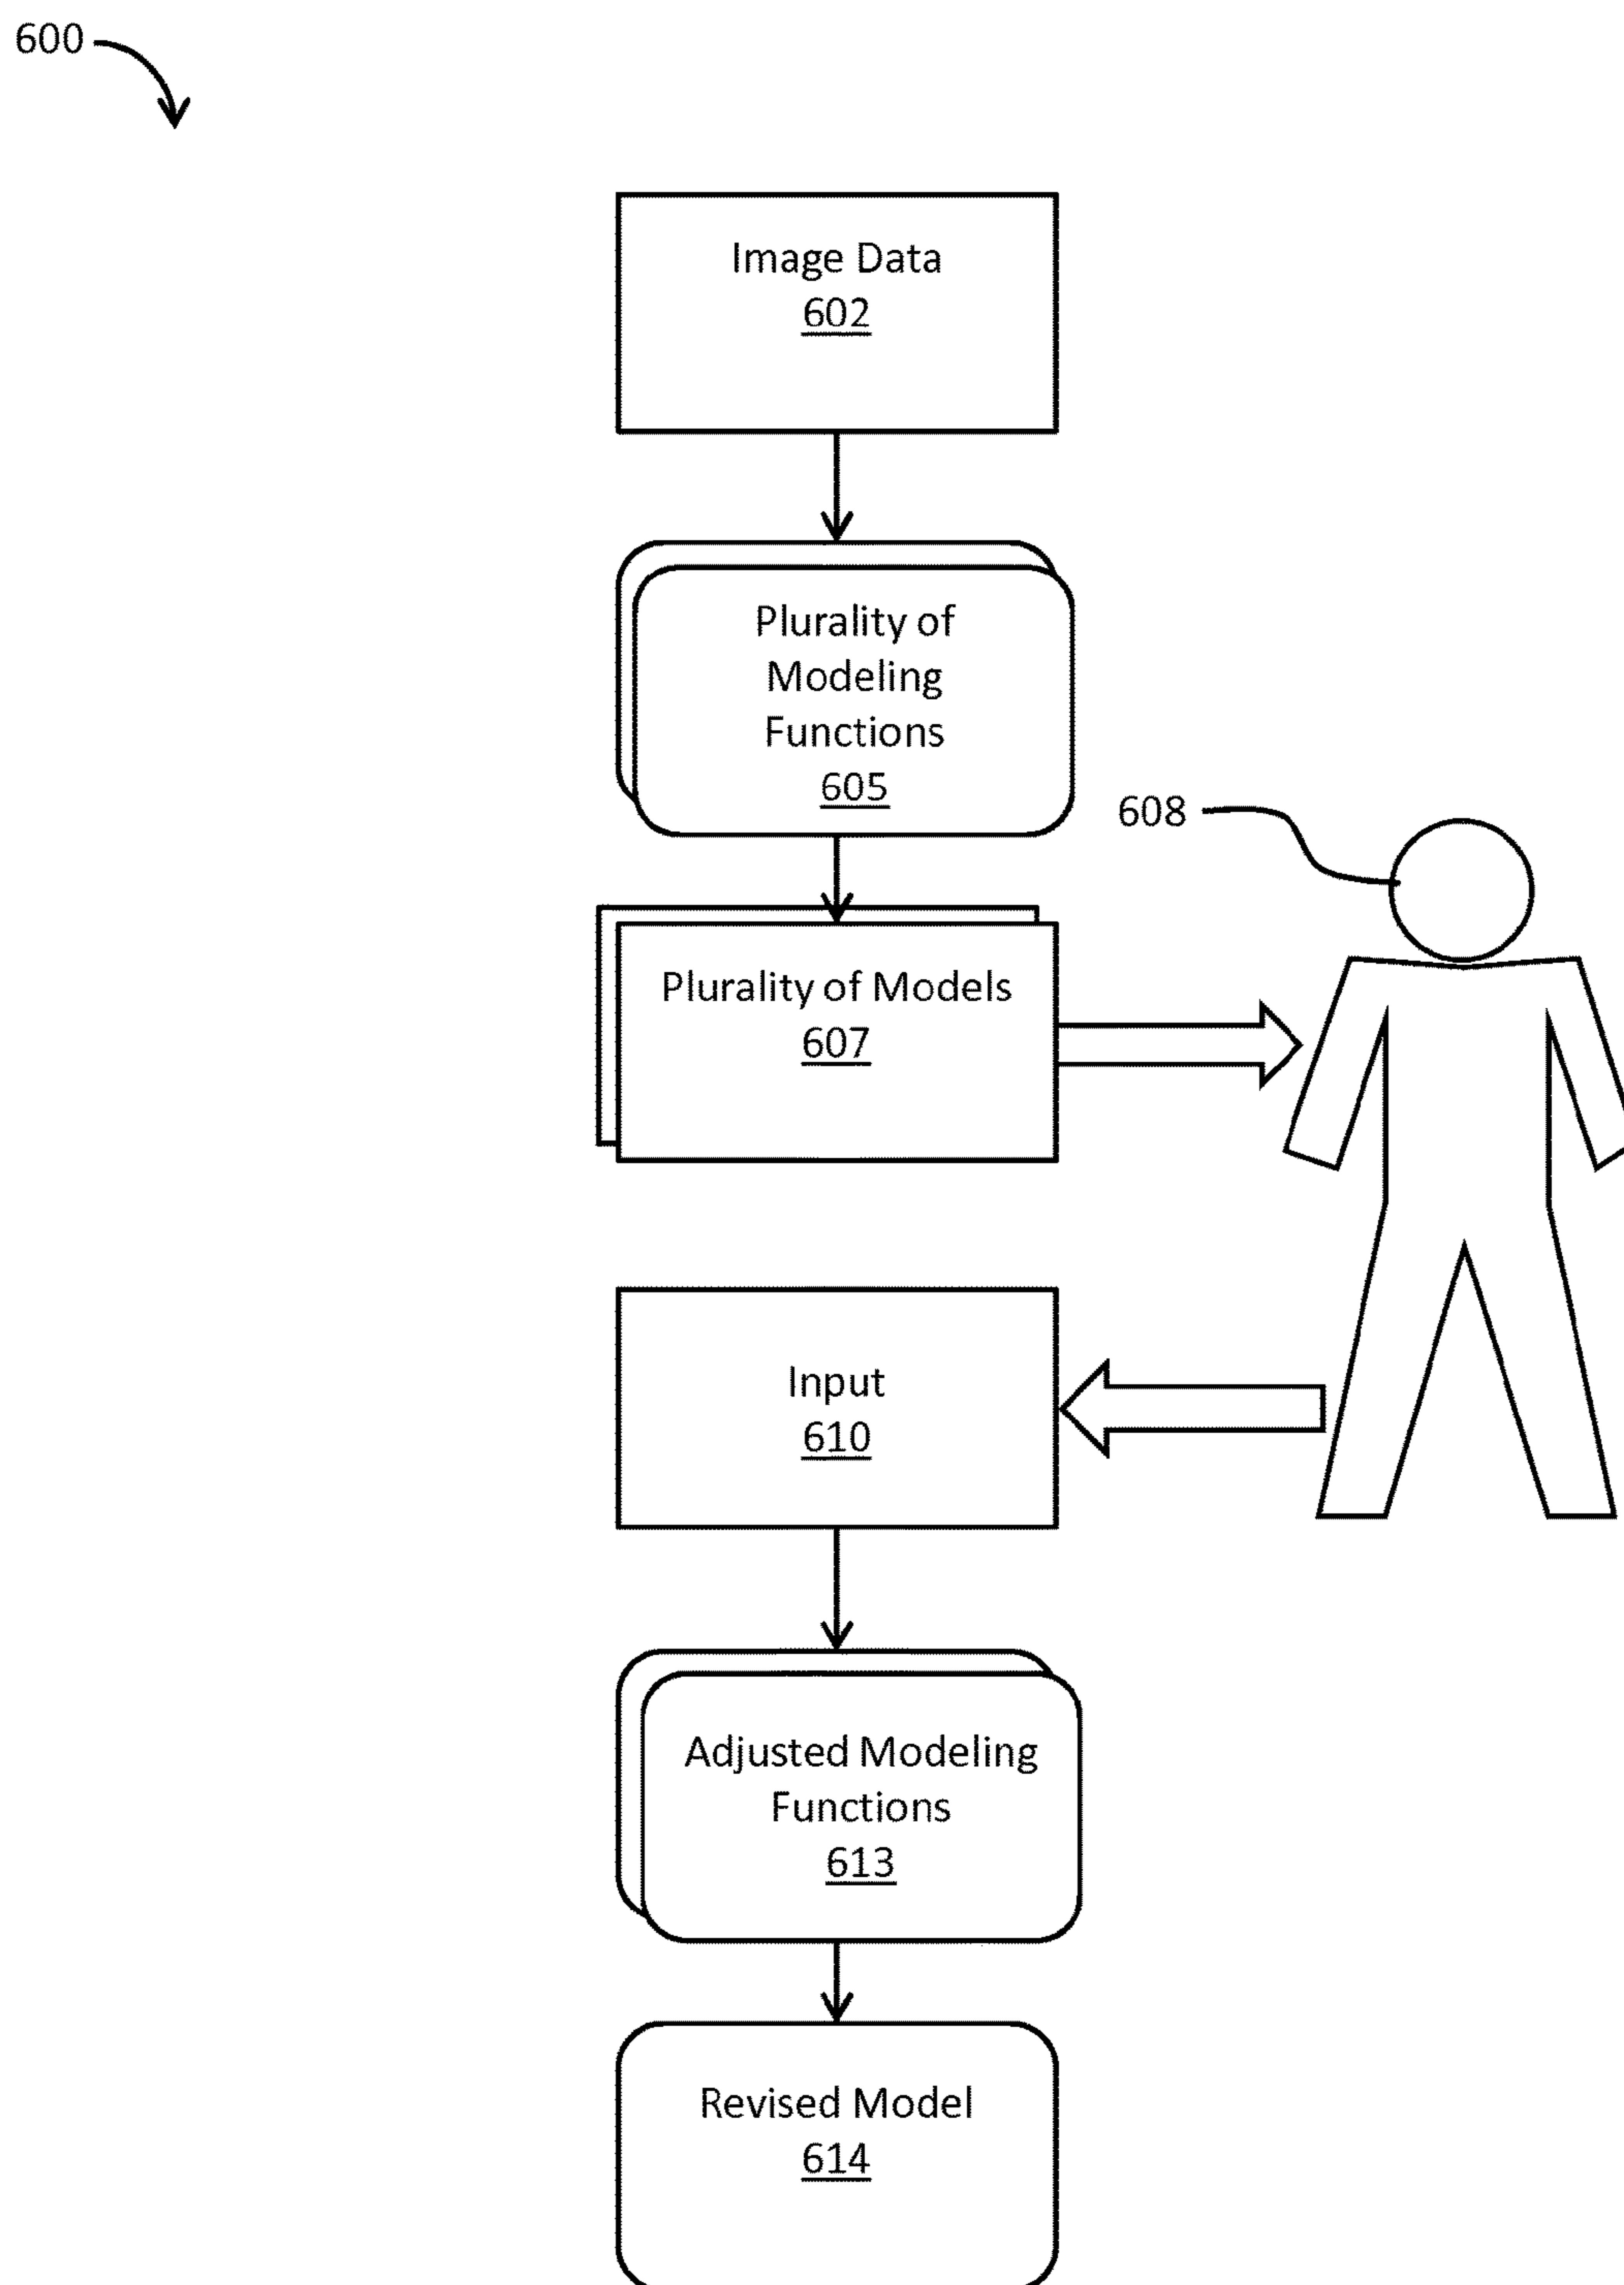 600
Image Data
602
Plurality of
Modeling
Functions
605
608
Plurality of Models
607
Input
610
Adjusted Modeling
Functions
613
Revised Model
614